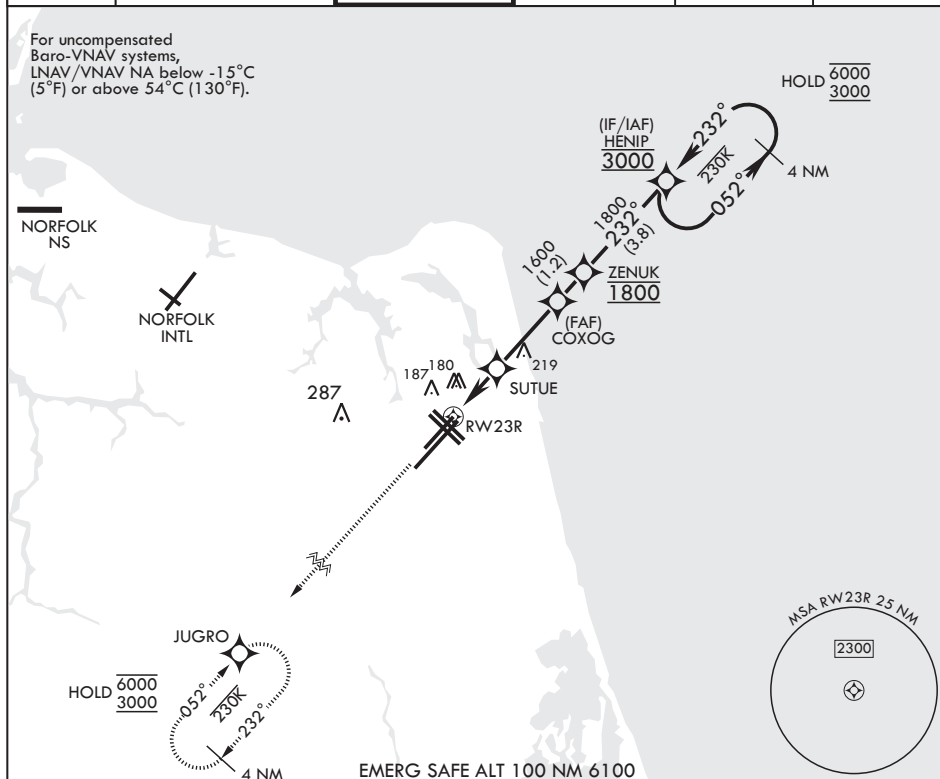 For uncompensated
Baro-VNAV systems,
LNAV/VNAV NA below -15°C
(5°F) or above 54°C (130°F).
HOLD 6000
3000
(IF/IAF)
HENIP
3000
232°
230K
052°
4 NM
1800
232°
(3.8)
1600
(1.2)
ZENUK
1800
(FAF)
COXOG
NORFOLK
NS
NORFOLK
INTL
219
SUTUE
187 180
287
RW23R
JUGRO
HOLD 6000
3000
052°
230K
232°
4 NM
MSA RW23R 25 NM
2300
EMERG SAFE ALT 100 NM 6100